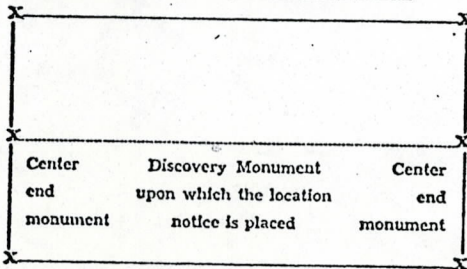 X X
X X
Center Discovery Monument Center
end upon which the location end
monument notice is placed monument
X X